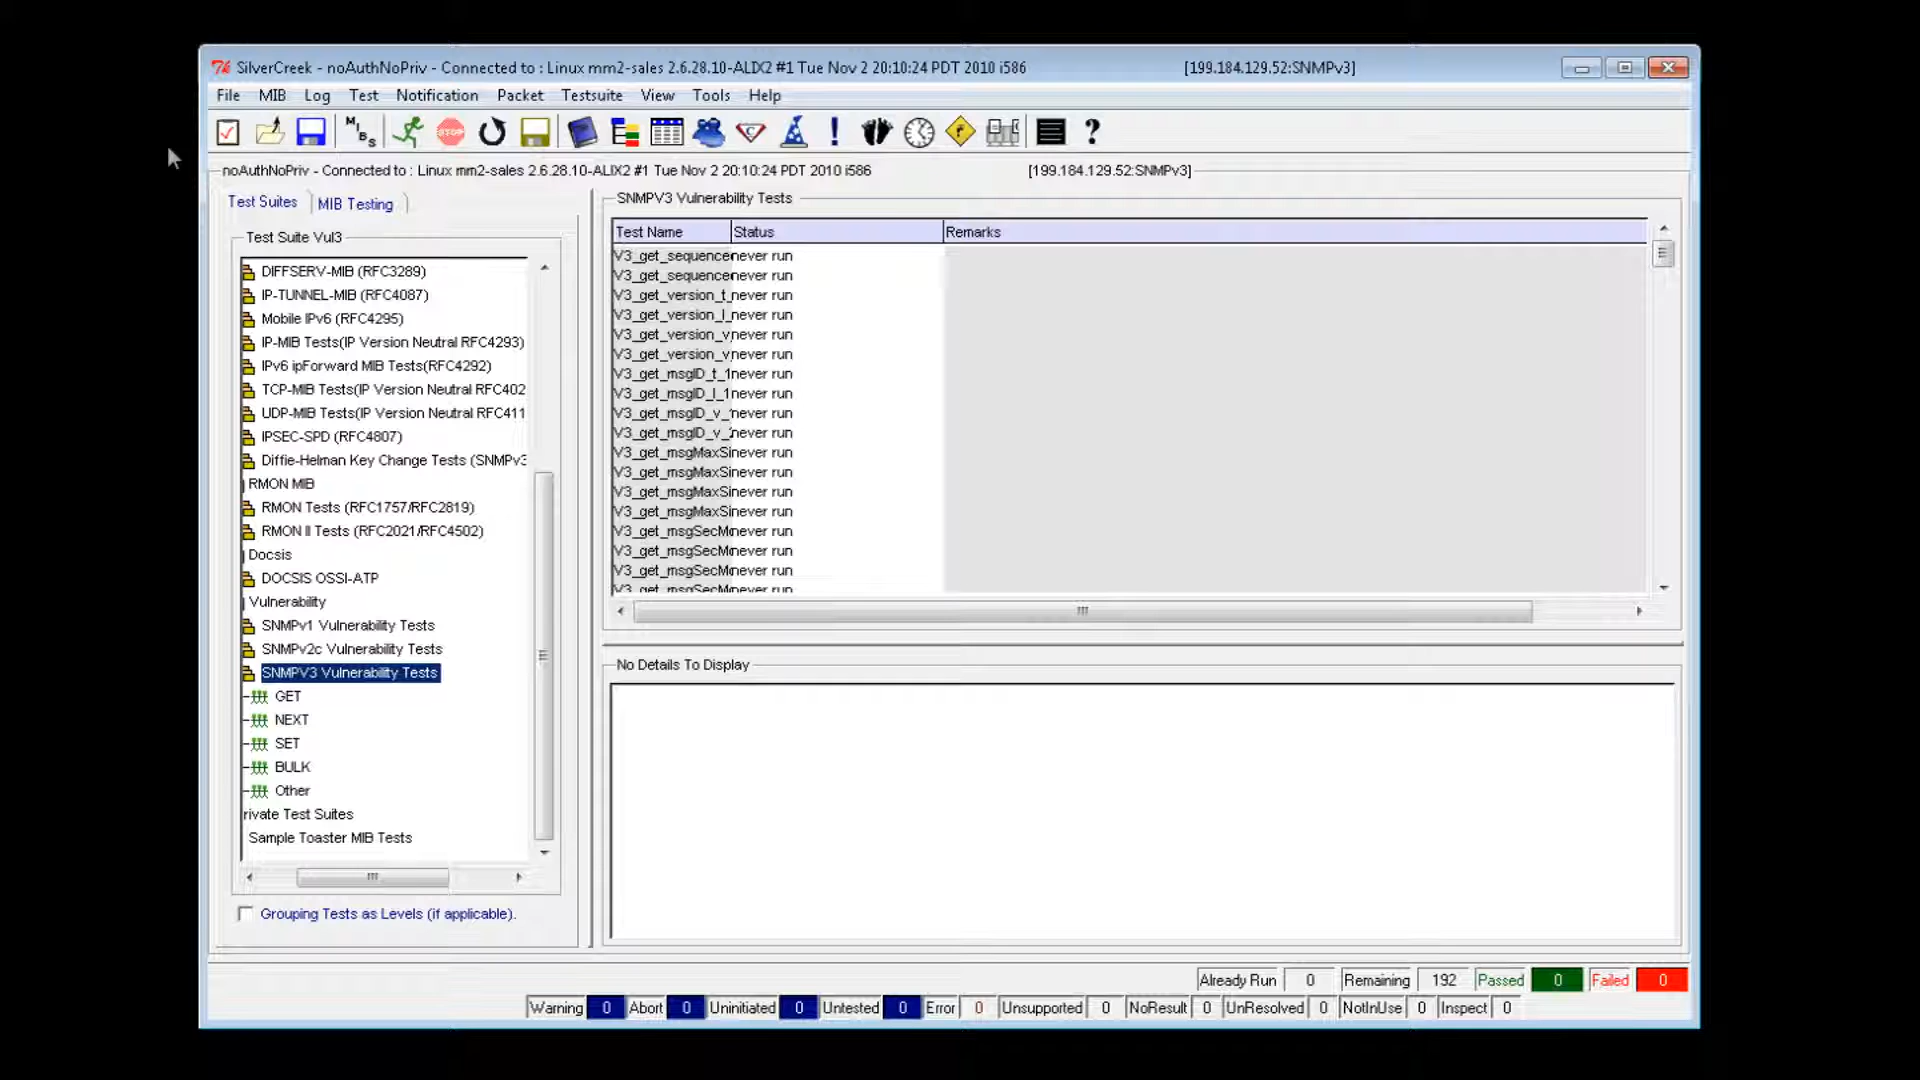 SilverCreek - noAuthNoPriv - Connected to : Linux mm2-sales 2.6.28.10-ALIX2 #1 Tue Nov 2 20:10:24 PDT 2010 i586 [199.184.129.52:SNMPv3]
File MIB Log Test Notification Packet Testsuite View Tools Help
MIBs STOP
noAuthNoPriv - Connected to : Linux mm2-sales 2.6.28.10-ALIX2 #1 Tue Nov 2 20:10:24 PDT 2010 i586 [199.184.129.52:SNMPv3]
Test Suites MIB Testing
Test Suite Vul3
DIFFSERV-MIB (RFC3289)
IP-TUNNEL-MIB (RFC4087)
Mobile IPv6 (RFC4295)
IP-MIB Tests(IP Version Neutral RFC4293)
IPv6 ipForward MIB Tests(RFC4292)
TCP-MIB Tests(IP Version Neutral RFC402
UDP-MIB Tests(IP Version Neutral RFC411
IPSEC-SPD (RFC4807)
Diffie-Helman Key Change Tests (SNMPv3
RMON MIB
RMON Tests (RFC1757/RFC2819)
RMON II Tests (RFC2021/RFC4502)
Docsis
DOCSIS OSSI-ATP
Vulnerability
SNMPv1 Vulnerability Tests
SNMPv2c Vulnerability Tests
SNMPV3 Vulnerability Tests
GET
NEXT
SET
BULK
Other
rivate Test Suites
Sample Toaster MIB Tests
Grouping Tests as Levels (if applicable).
SNMPV3 Vulnerability Tests
Test Name Status Remarks
V3_get_sequence never run
V3_get_sequence never run
V3_get_version_t_ never run
V3_get_version_l_ never run
V3_get_version_v never run
V3_get_version_v never run
V3_get_msgID_t_1 never run
V3_get_msgID_l_1 never run
V3_get_msgID_v_ never run
V3_get_msgID_v_ never run
V3_get_msgMaxSi never run
V3_get_msgMaxSi never run
V3_get_msgMaxSi never run
V3_get_msgMaxSi never run
V3_get_msgSecM never run
V3_get_msgSecM never run
V3_get_msgSecM never run
V3_get_msgSecM never run
No Details To Display
Already Run 0 Remaining 192 Passed 0 Failed 0
Warning 0 Abort 0 Uninitiated 0 Untested 0 Error 0 Unsupported 0 NoResult 0 UnResolved 0 NotInUse 0 Inspect 0